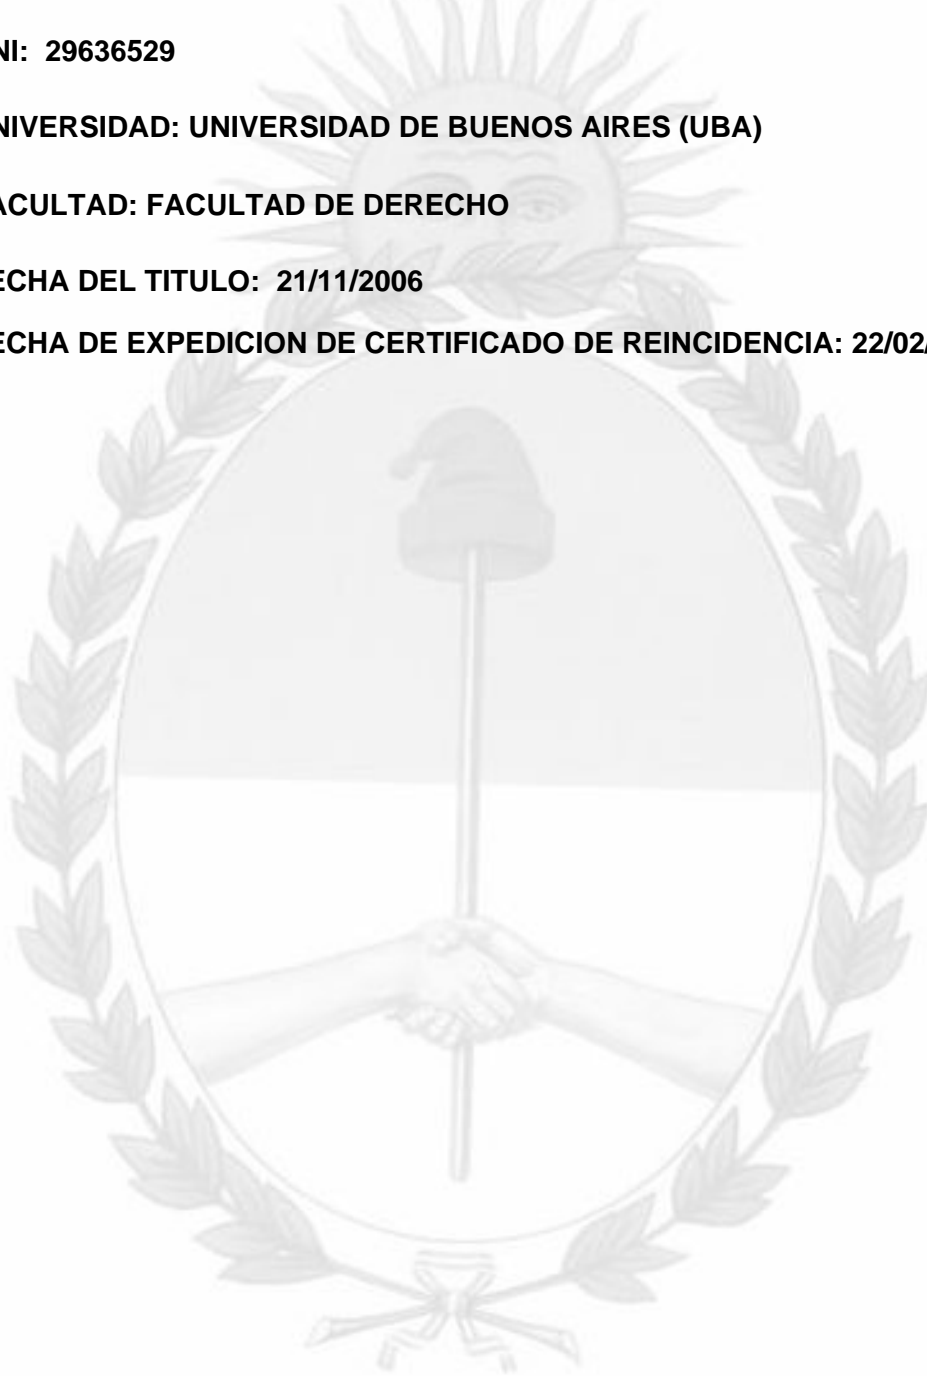 NI: 29636529
NIVERSIDAD: UNIVERSIDAD DE BUENOS AIRES (UBA)
ACULTAD: FACULTAD DE DERECHO
ECHA DEL TITULO: 21/11/2006
ECHA DE EXPEDICION DE CERTIFICADO DE REINCIDENCIA: 22/02/